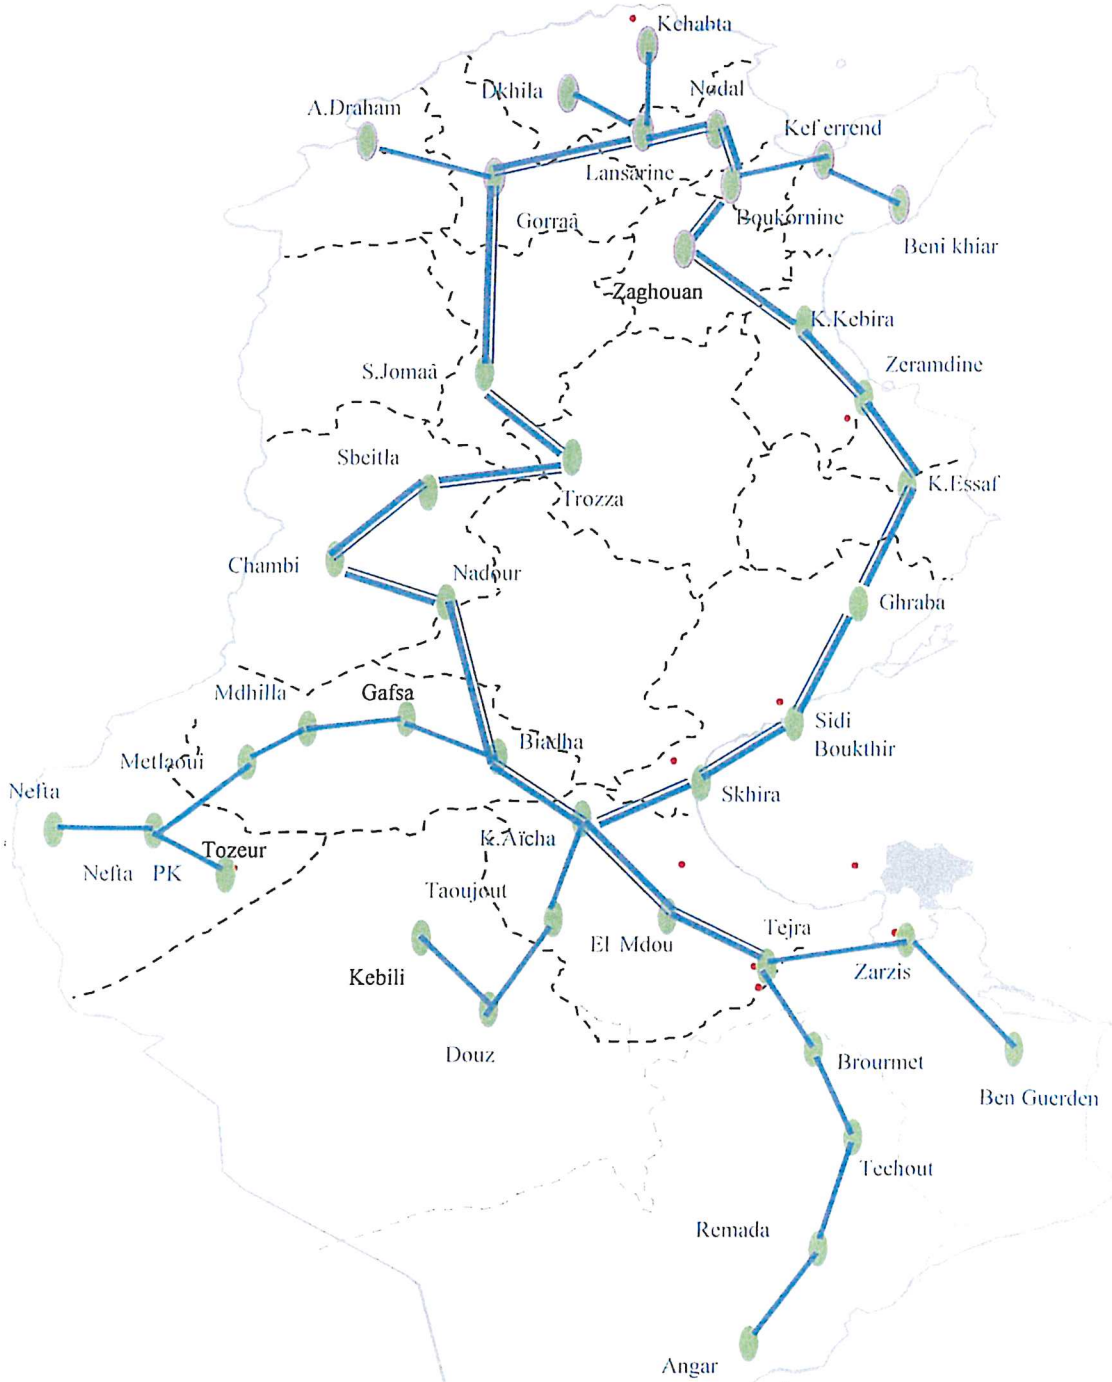 Kchabta
Dkhila
Nodal
A.Draham
Kef errend
Lansarine
Gorraâ
Boukornine
Beni khiar
Zaghouan
K.Kebira
S.Jomaâ
Zeramdine
Sbeitla
Trozza
K.Essaf
Chambi
Nadour
Ghraba
Mdhilla
Gafsa
Sidi
Boukthir
Biadha
Metlaoui
Nefta
Skhira
K.Aïcha
Tozeur
Nefta PK
Taoujout
El Mdou
Tejra
Kebili
Zarzis
Douz
Brourmet
Ben Guerden
Techout
Remada
Angar